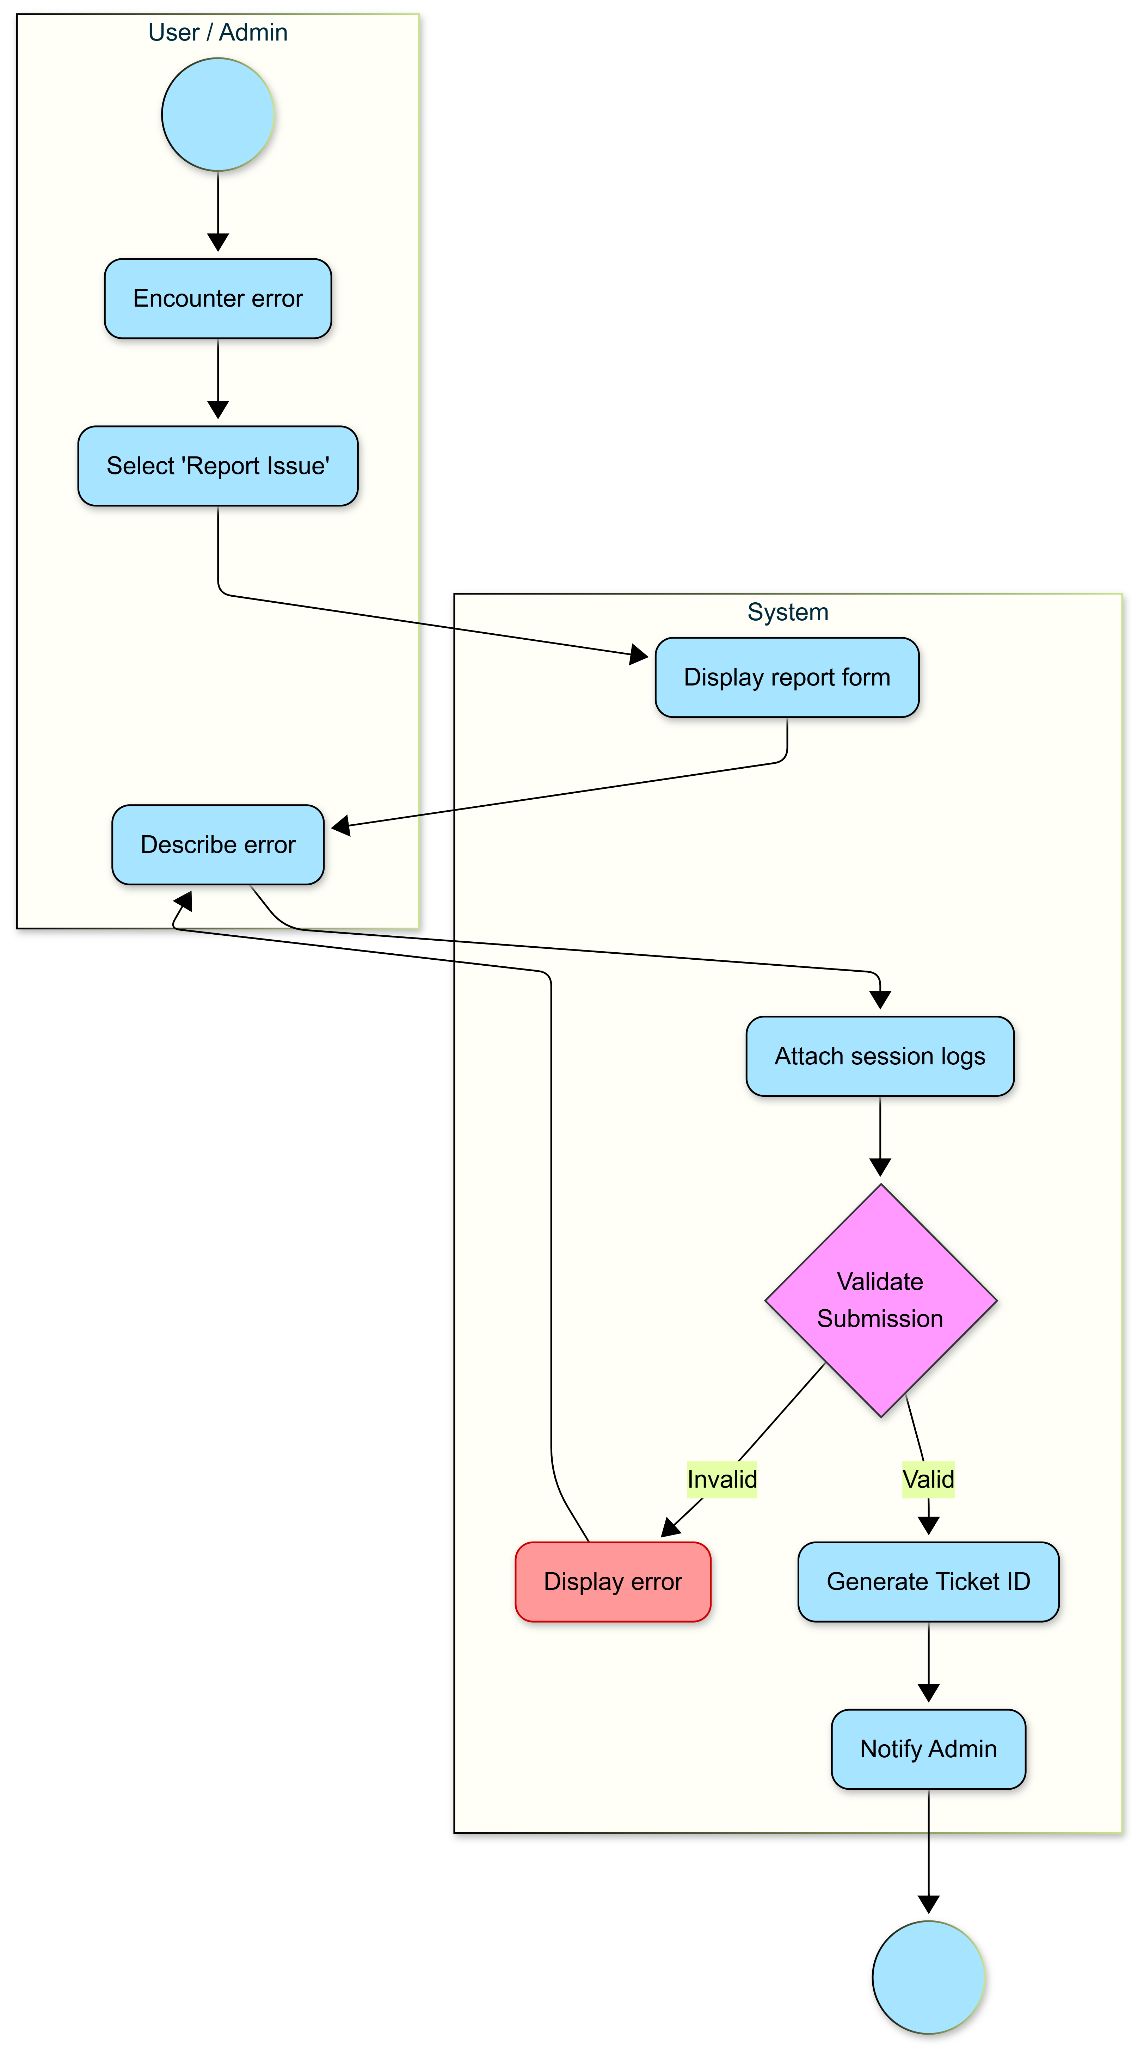 User / Admin
Encounter error
Select 'Report Issue'
System
Display report form
Describe error
Attach session logs
Validate
Submission
Invalid
Valid
Display error
Generate Ticket ID
Notify Admin